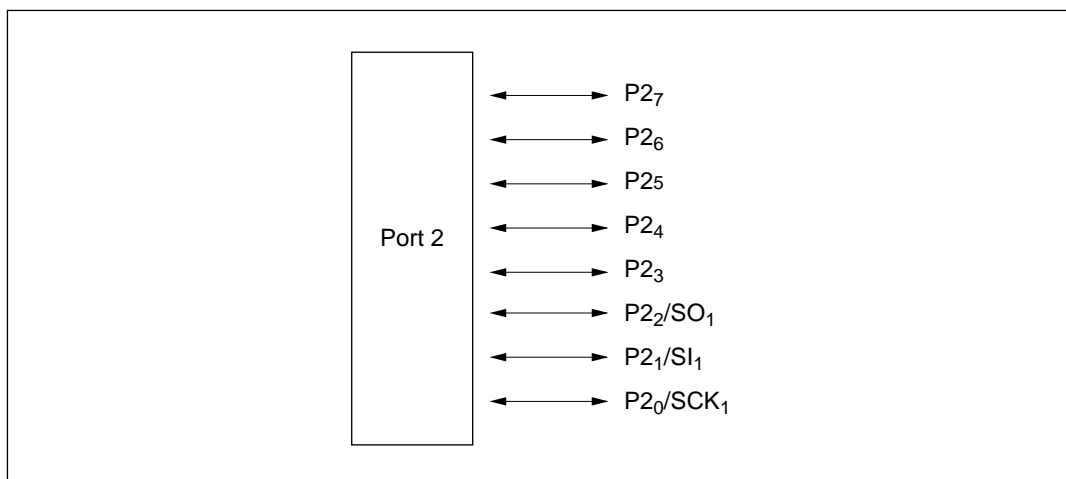 P2₇
P2₆
P25
Port 2
P2₄
P2₃
P2₂/SO₁
P2₁/SI₁
P2₀/SCK₁